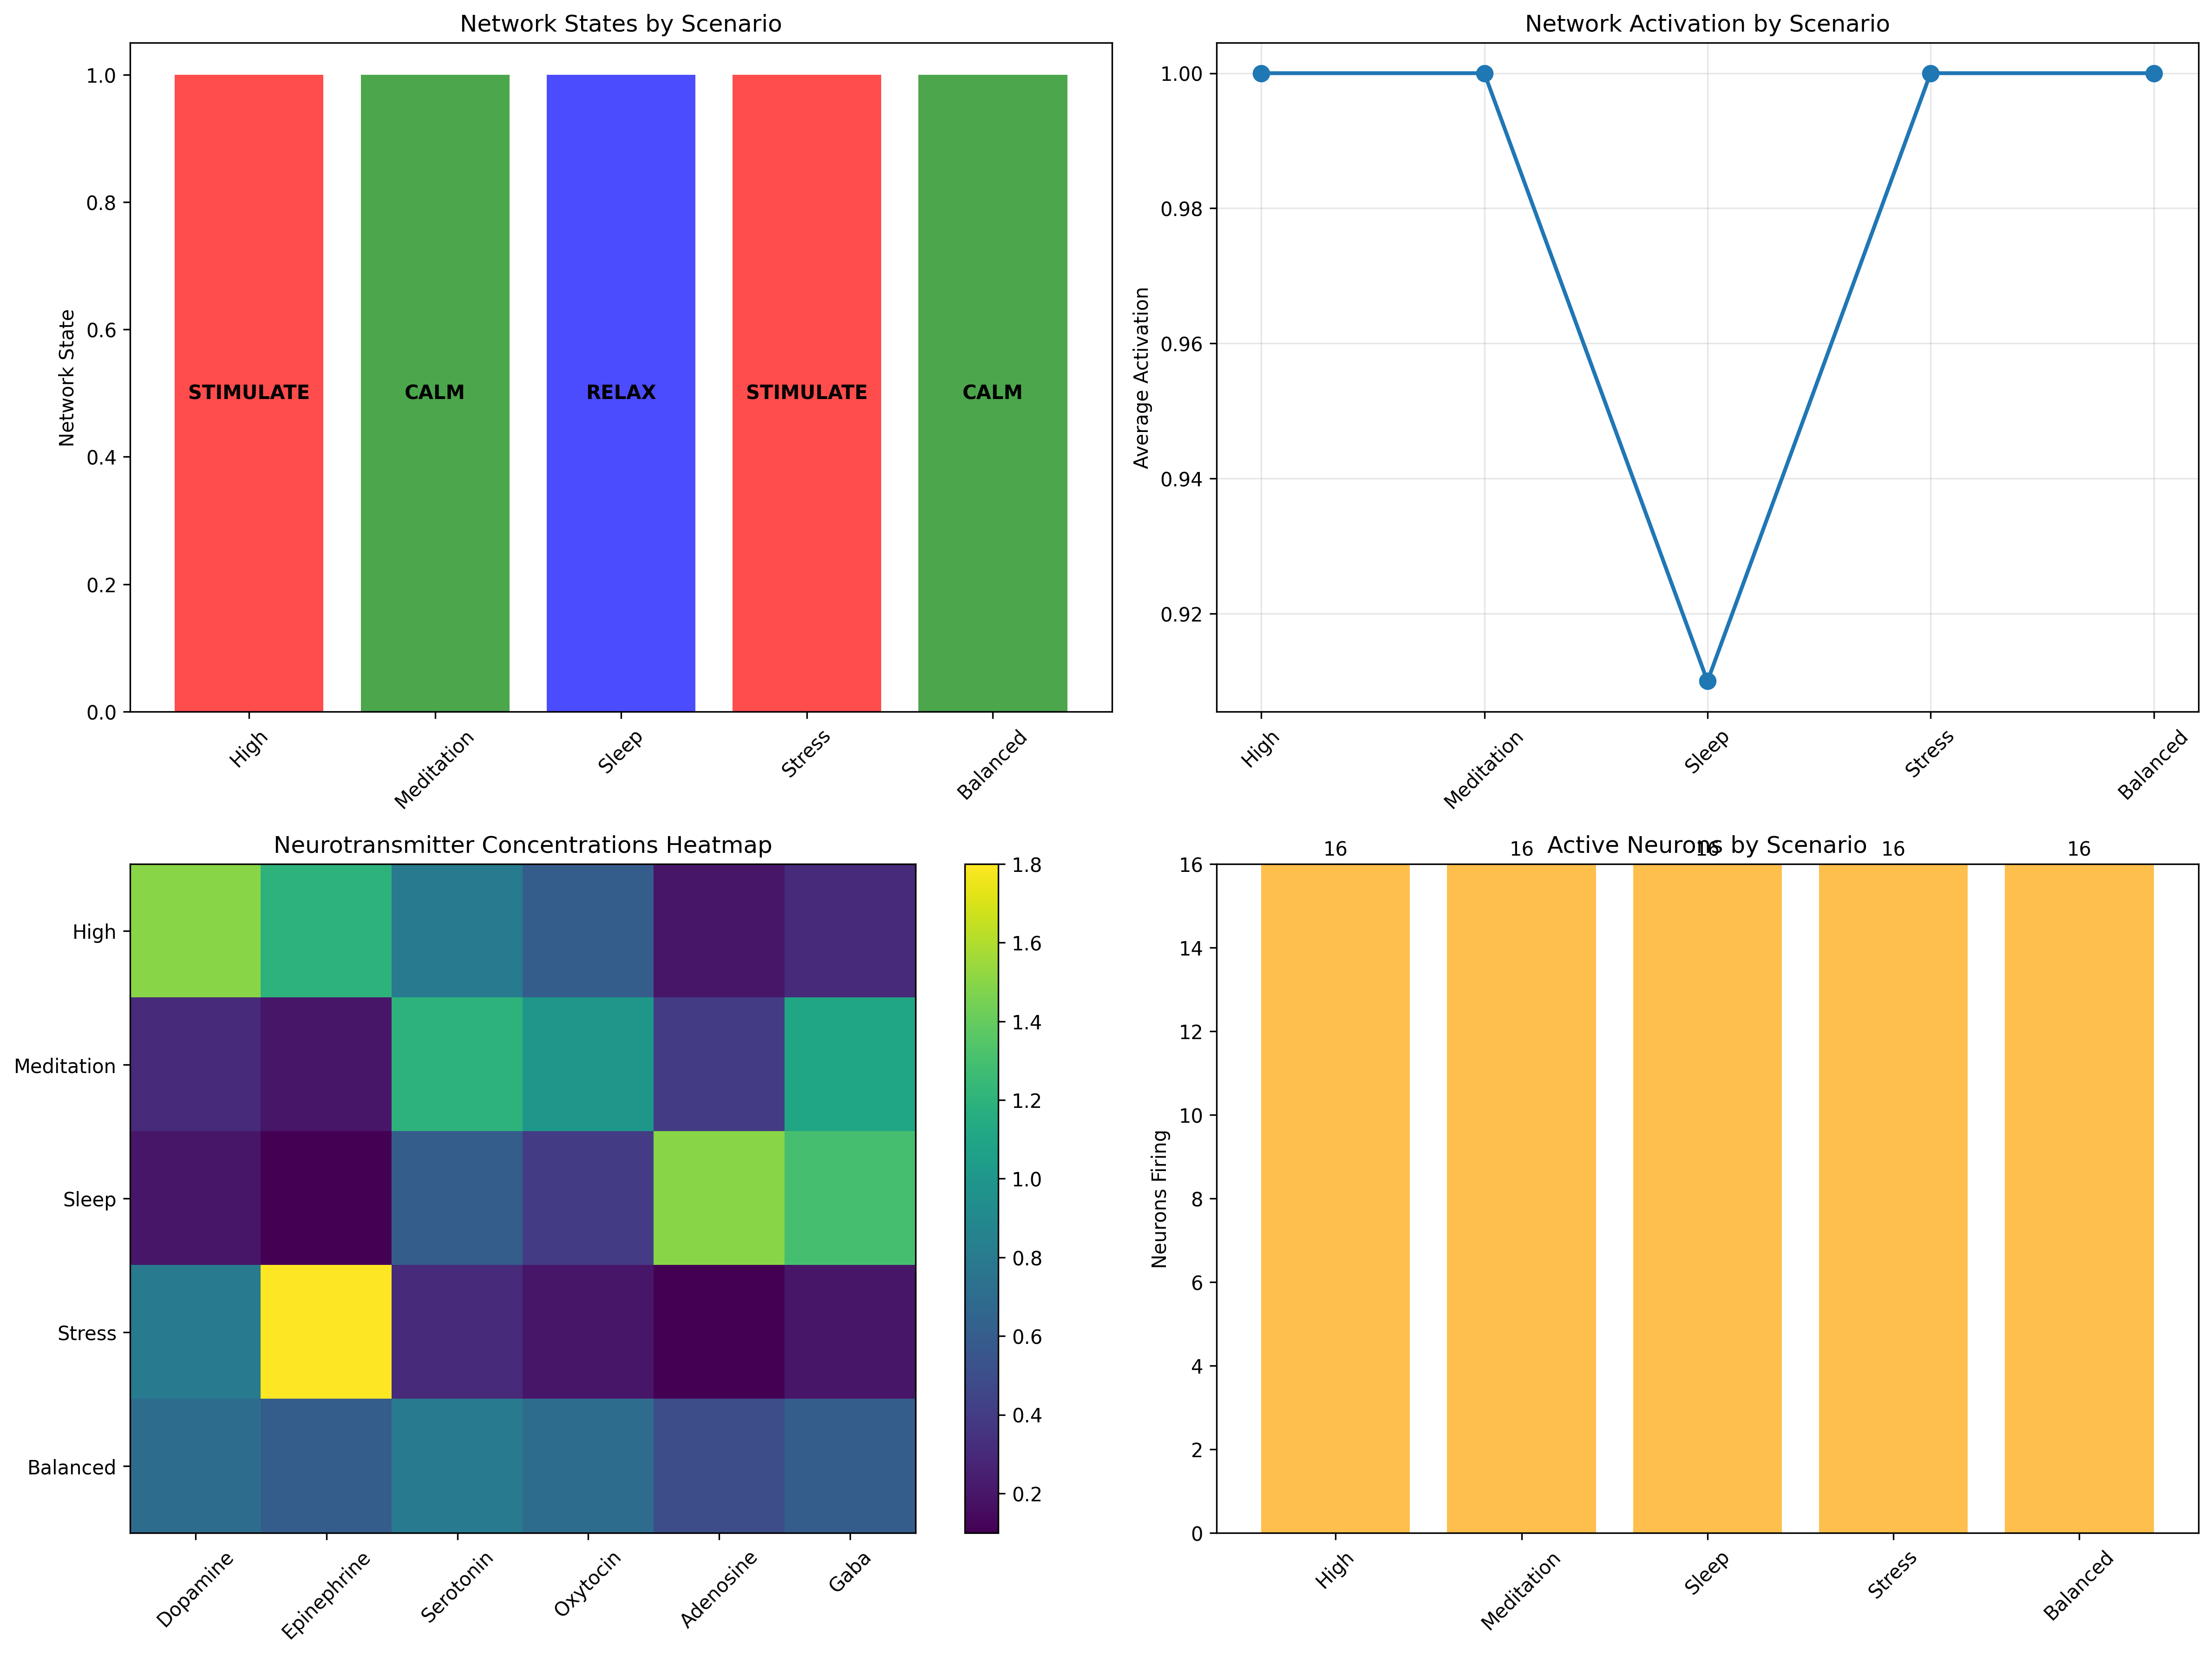 Network States by Scenario
Network State
1.0
0.8
0.6
0.4
0.2
0.0
STIMULATE
CALM
RELAX
STIMULATE
CALM
High
Meditation
Sleep
Stress
Balanced
Network Activation by Scenario
Average Activation
1.00
0.98
0.96
0.94
0.92
High
Meditation
Sleep
Stress
Balanced
Neurotransmitter Concentrations Heatmap
High
Meditation
Sleep
Stress
Balanced
Dopamine
Epinephrine
Serotonin
Oxytocin
Adenosine
Gaba
1.8
1.6
1.4
1.2
1.0
0.8
0.6
0.4
0.2
Active Neurons by Scenario
16
16
16
16
16
Neurons Firing
16
14
12
10
8
6
4
2
0
High
Meditation
Sleep
Stress
Balanced